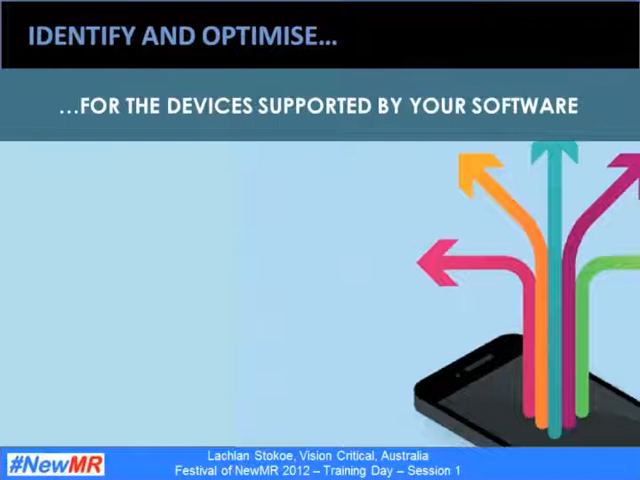 IDENTIFY AND OPTIMISE...
...FOR THE DEVICES SUPPORTED BY YOUR SOFTWARE
#NewMR
Lachlan Stokoe, Vision Critical, Australia
Festival of NewMR 2012 – Training Day – Session 1